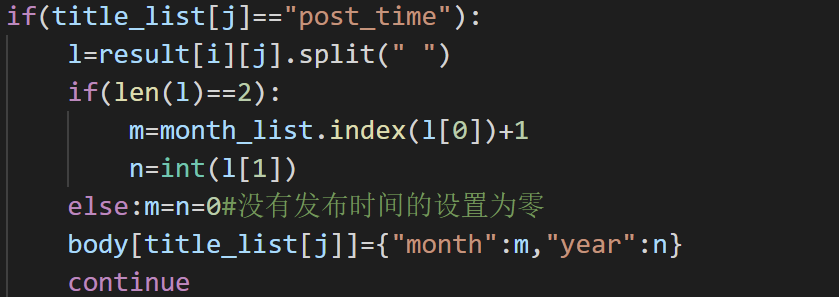 if(title_list[j]=="post_time"):
l=result[i][j].split(" ")
if(len(l)==2):
m=month_list.index(l[0])+1
n=int(l[1])
else:m=n=0#没有发布时间的设置为零
body[title_list[j]]={"month":m,"year":n}
continue